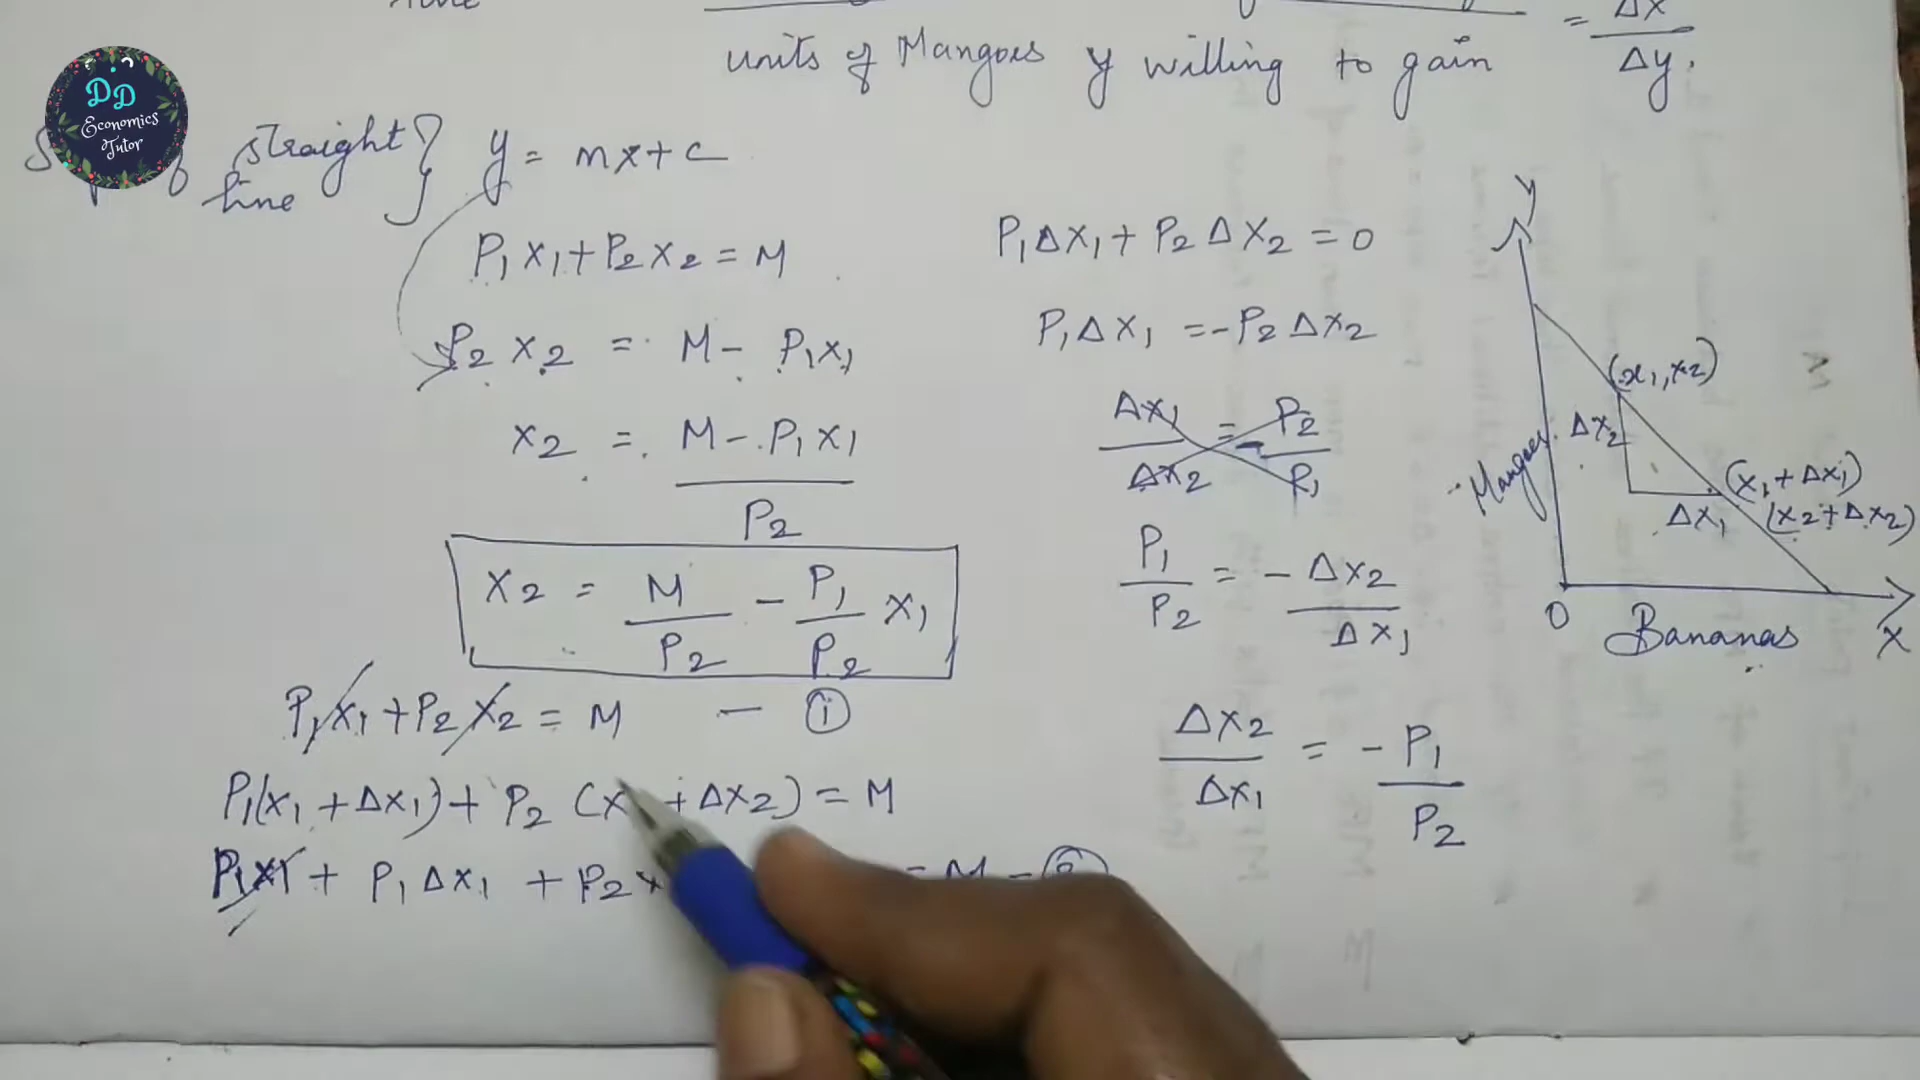 units of Mangoes y willing to gain = Δx / Δy.
DD
Economics
Tutor
straight line } y = mx + c
P₁x₁ + P₂x₂ = M
P₂x₂ = M - P₁x₁
x₂ = M - P₁x₁ / P₂
x₂ = M / P₂ - P₁ / P₂ x₁
P₁x₁ + P₂x₂ = M — ①
P₁(x₁ + Δx₁) + P₂(x + Δx₂) = M
P₁x₁ + P₁Δx₁ + P₂x = M - ②
P₁Δx₁ + P₂Δx₂ = 0
P₁Δx₁ = -P₂Δx₂
Δx₁ / Δx₂ = - P₂ / P₁
P₁ / P₂ = - Δx₂ / Δx₁
Δx₂ / Δx₁ = - P₁ / P₂
y
(x₁, x₂)
Δx₂
Mangoes
(x₁ + Δx₁)
Δx₁
(x₂ + Δx₂)
0
Bananas
X